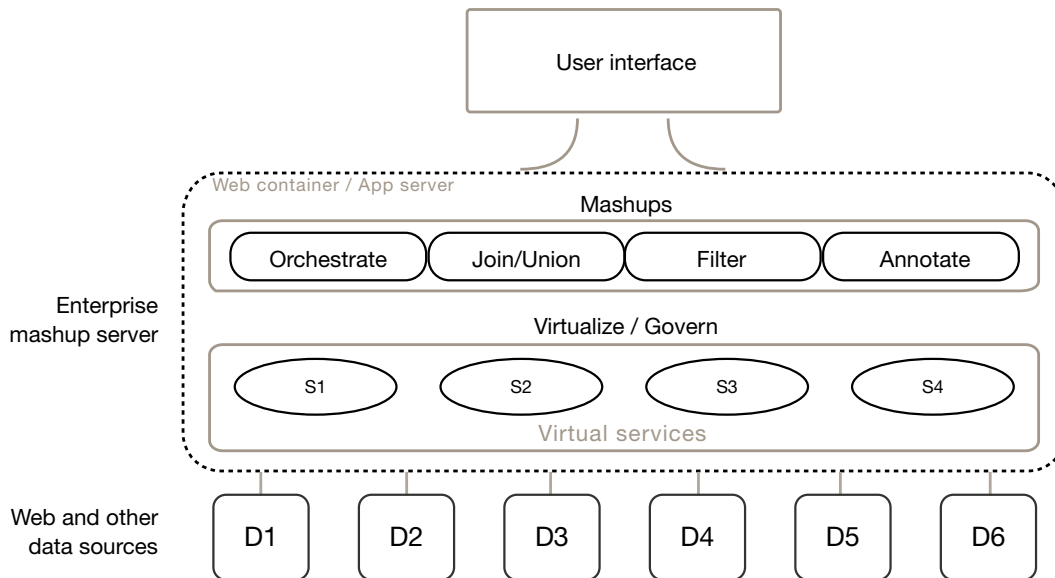 User interface
Web container / App server
Mashups
Orchestrate
Join/Union
Filter
Annotate
Enterprise
mashup server
Virtualize / Govern
S1
S2
S3
S4
Virtual services
Web and other
data sources
D1
D2
D3
D4
D5
D6